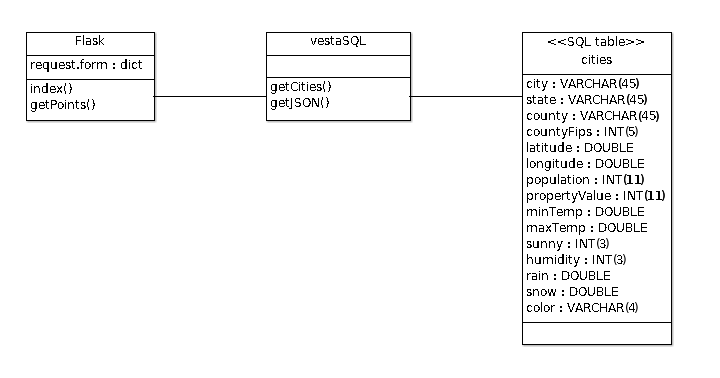 Flask
request.form : dict
index()
getPoints()
vestaSQL
getCities()
getJSON()
<<SQL table>>
cities
city : VARCHAR(45)
state : VARCHAR(45)
county : VARCHAR(45)
countyFips : INT(5)
latitude : DOUBLE
longitude : DOUBLE
population : INT(11)
propertyValue : INT(11)
minTemp : DOUBLE
maxTemp : DOUBLE
sunny : INT(3)
humidity : INT(3)
rain : DOUBLE
snow : DOUBLE
color : VARCHAR(4)